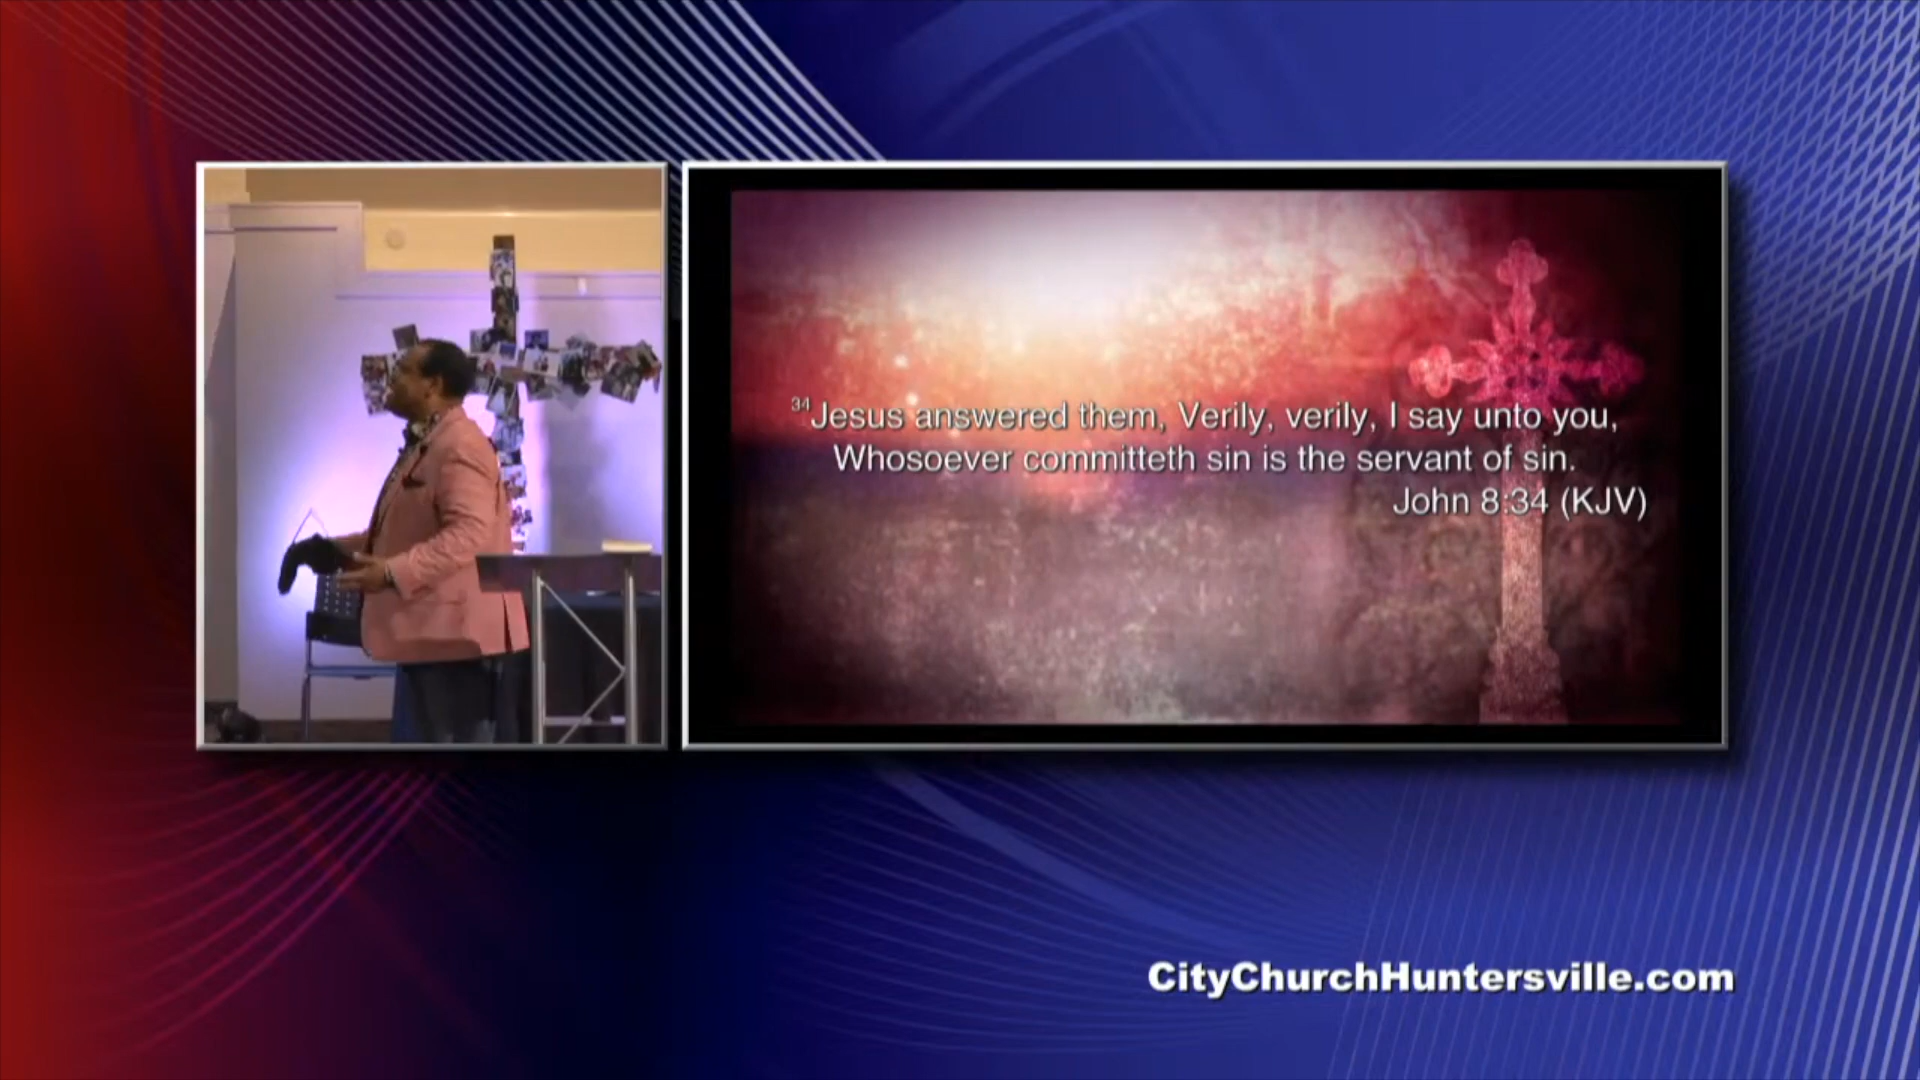 34Jesus answered them, Verily, verily, I say unto you,
Whosoever committeth sin is the servant of sin.
John 8:34 (KJV)
CityChurchHuntersville.com